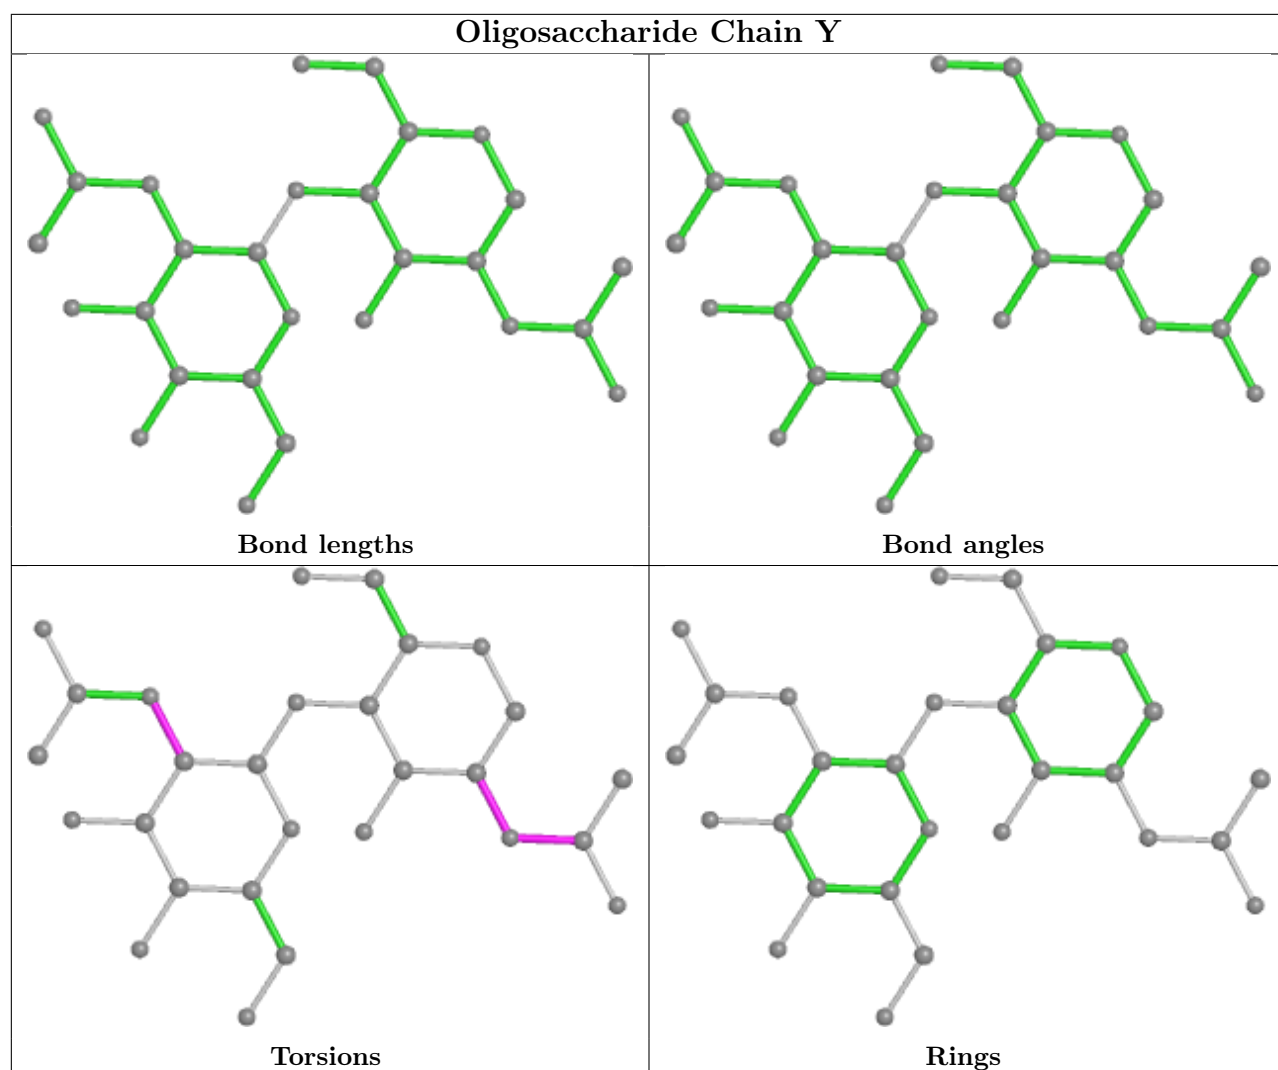 Oligosaccharide Chain Y
Bond lengths
Bond angles
Torsions
Rings